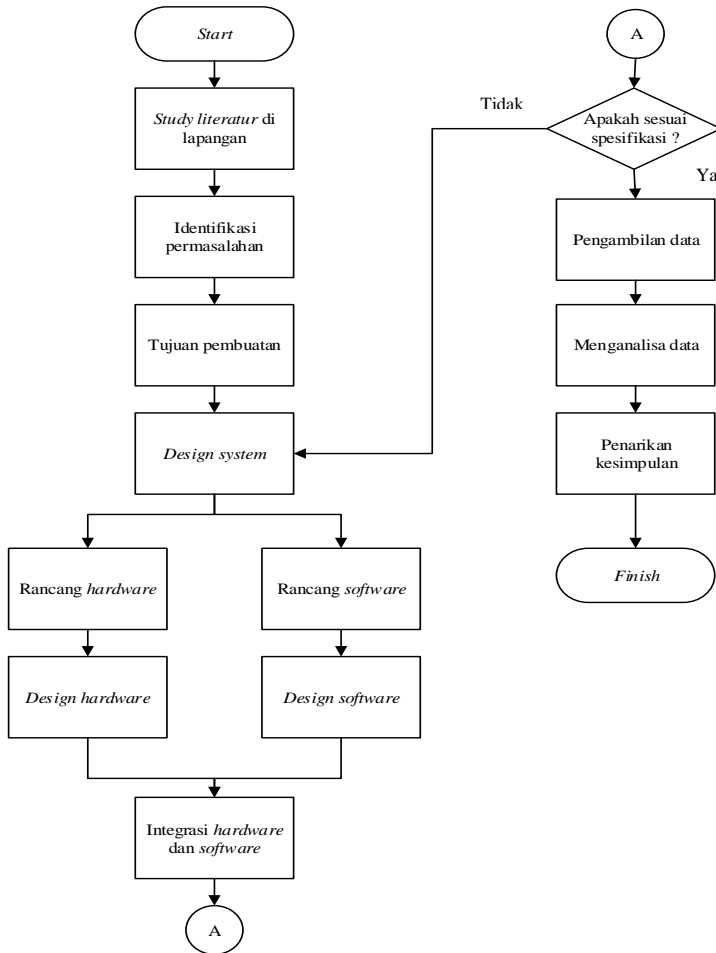 Start
Study literatur di
lapangan
Identifikasi
permasalahan
Tujuan pembuatan
Design system
Rancang hardware
Rancang software
Design hardware
Design software
Integrasi hardware
dan software
A
A
Apakah sesuai
spesifikasi ?
Tidak
Ya
Pengambilan data
Menganalisa data
Penarikan
kesimpulan
Finish